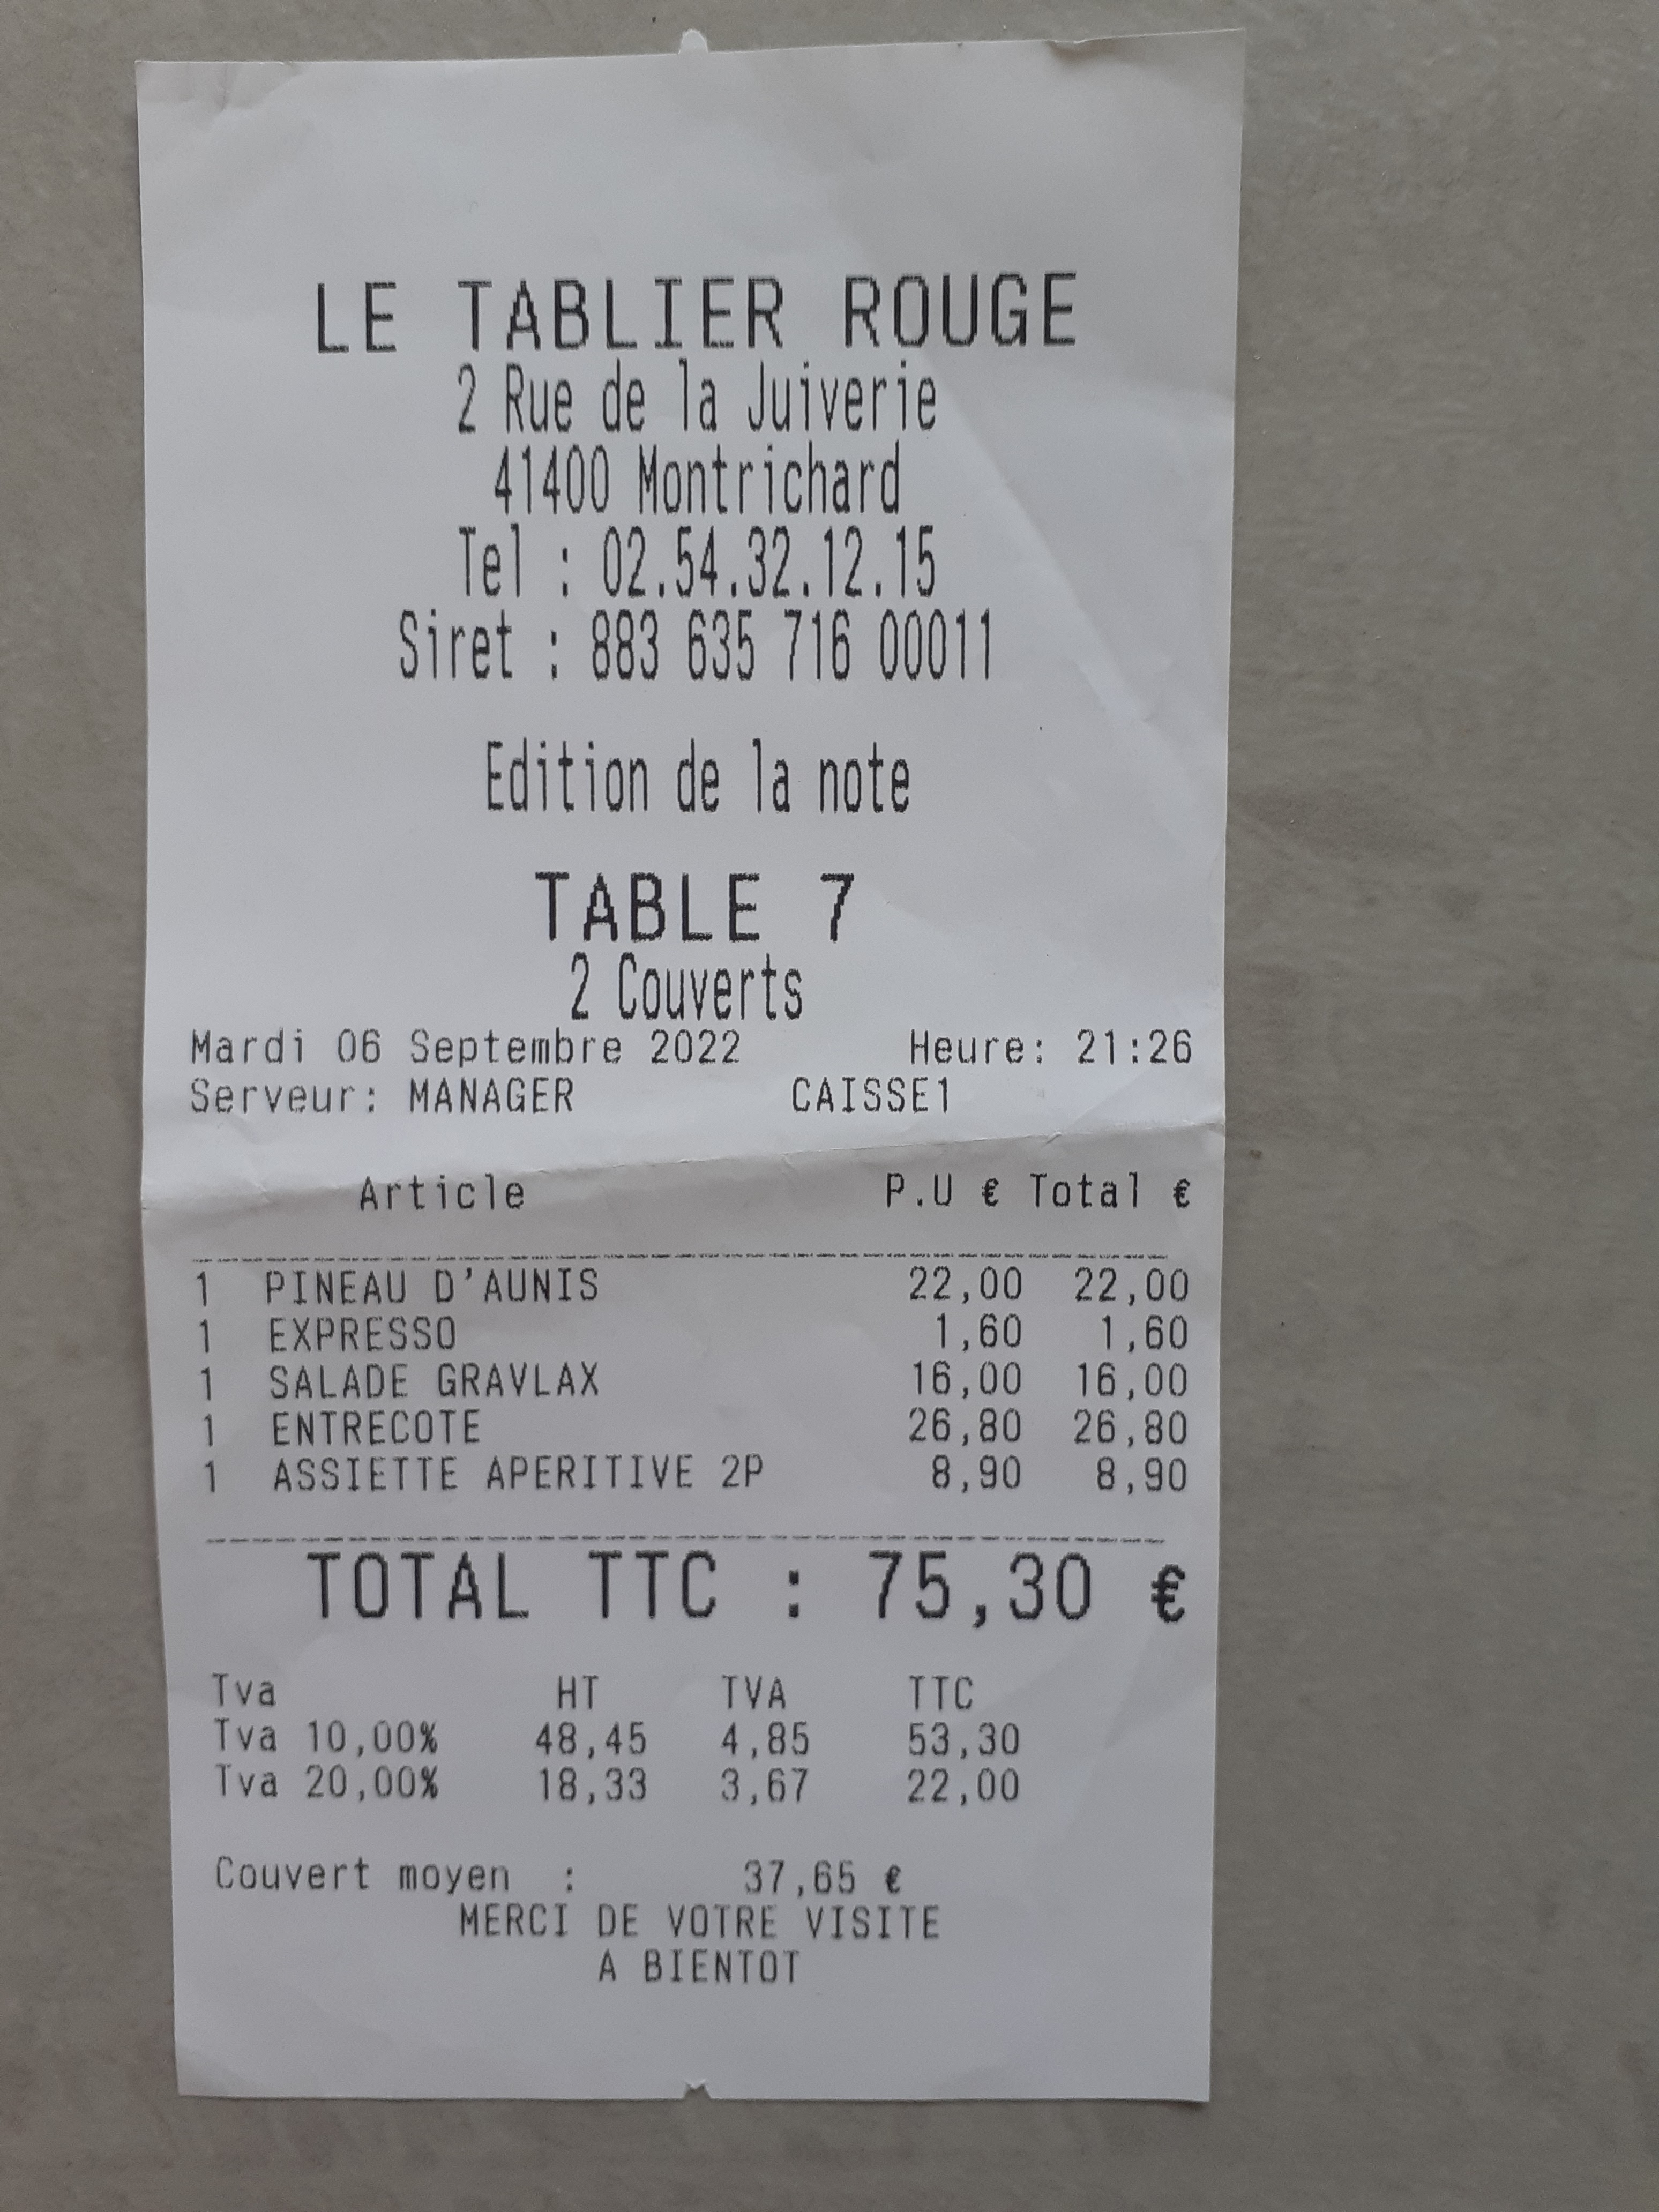 LE TABLIER ROUGE
2 Rue de la Juiverie
41400 Montrichard
Tel : 02.54.32.12.15
Siret : 883 635 716 00011
Edition de la note
TABLE 7
2 Couverts
Mardi 06 Septembre 2022 Heure: 21:26
Serveur: MANAGER CAISSE1
Article P.U € Total €
1 PINEAU D'AUNIS 22,00 22,00
1 EXPRESSO 1,60 1,60
1 SALADE GRAVLAX 16,00 16,00
1 ENTRECOTE 26,80 26,80
1 ASSIETTE APERITIVE 2P 8,90 8,90
TOTAL TTC : 75,30 €
Tva HT TVA TTC
Tva 10,00% 48,45 4,85 53,30
Tva 20,00% 18,33 3,67 22,00
Couvert moyen : 37,65 €
MERCI DE VOTRE VISITE
A BIENTOT